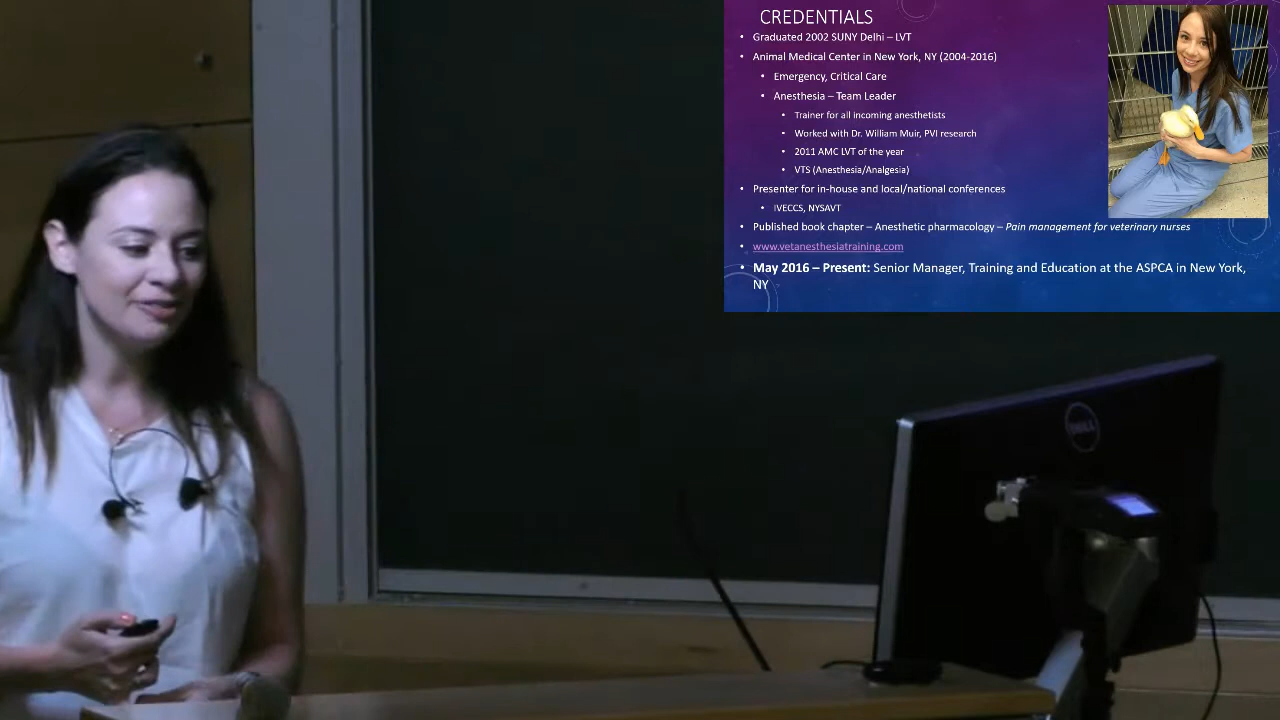 CREDENTIALS
• Graduated 2002 SUNY Delhi – LVT
• Animal Medical Center in New York, NY (2004-2016)
• Emergency, Critical Care
• Anesthesia – Team Leader
• Trainer for all incoming anesthetists
• Worked with Dr. William Muir, PVI research
• 2011 AMC LVT of the year
• VTS (Anesthesia/Analgesia)
• Presenter for in-house and local/national conferences
• IVECCS, NYSAVT
• Published book chapter – Anesthetic pharmacology – Pain management for veterinary nurses
• www.vetanesthesiatraining.com
• May 2016 – Present: Senior Manager, Training and Education at the ASPCA in New York,
NY
DELL